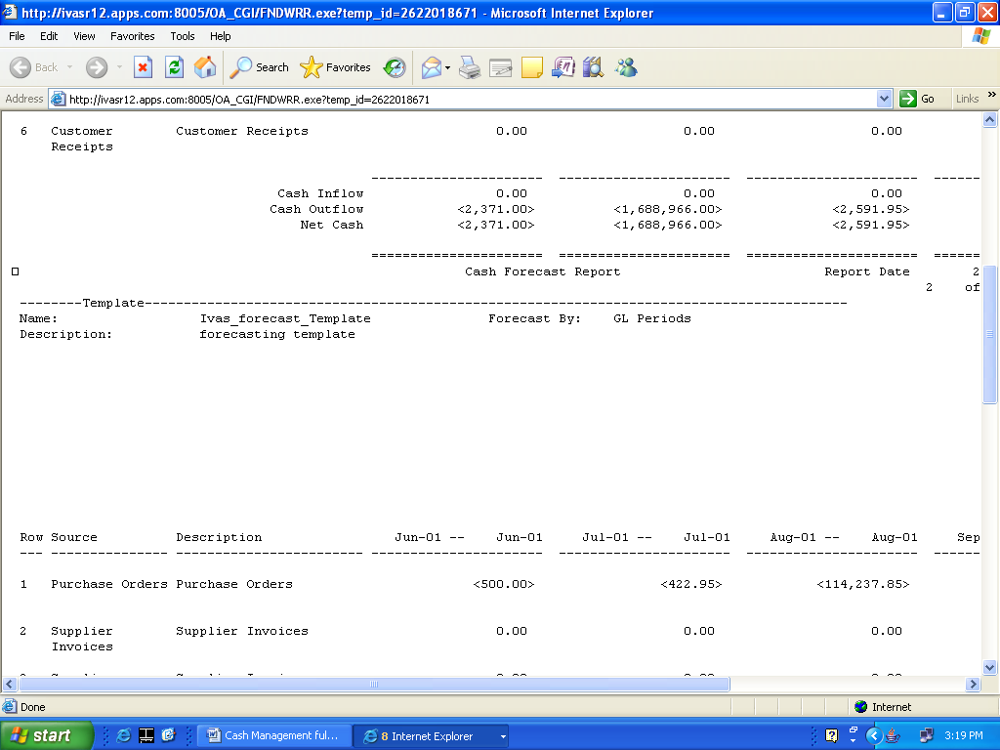 http://ivasr12.apps.com:8005/OA_CGI/FNDWRR.exe?temp_id=2622018671 - Microsoft Internet Explorer
File Edit View Favorites Tools Help
Back Search Favorites
Address http://ivasr12.apps.com:8005/OA_CGI/FNDWRR.exe?temp_id=2622018671 Go Links »
6 Customer Customer Receipts 0.00 0.00 0.00
Receipts
---------------------- ---------------------- ---------------------- ------
Cash Inflow 0.00 0.00 0.00
Cash Outflow <2,371.00> <1,688,966.00> <2,591.95>
Net Cash <2,371.00> <1,688,966.00> <2,591.95>
====================== ====================== ====================== ======
Cash Forecast Report Report Date 2
2 of
--------Template------------------------------------------------------------------------------------------
Name: Ivas_forecast_Template Forecast By: GL Periods
Description: forecasting template
Row Source Description Jun-01 -- Jun-01 Jul-01 -- Jul-01 Aug-01 -- Aug-01 Sep
--- --------------- ------------------------ ---------------------- ---------------------- ---------------------- ------
1 Purchase Orders Purchase Orders <500.00> <422.95> <114,237.85>
2 Supplier Supplier Invoices 0.00 0.00 0.00
Invoices
Done Internet
start Cash Management ful... 8 Internet Explorer 3:19 PM